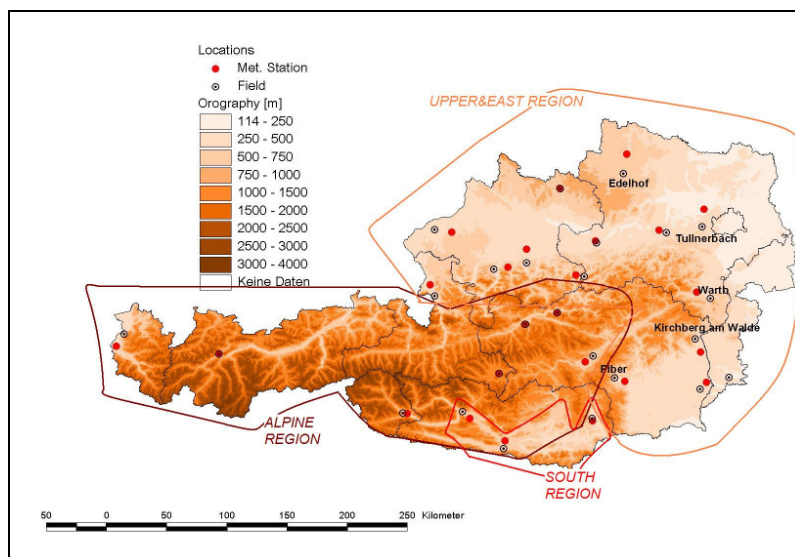 Locations
Met. Station
Field
Orography [m]
114 - 250
250 - 500
500 - 750
750 - 1000
1000 - 1500
1500 - 2000
2000 - 2500
2500 - 3000
3000 - 4000
Keine Daten
UPPER&EAST REGION
Edelhof
Tullnerbach
Warth
Kirchberg am Walde
Piber
ALPINE
REGION
SOUTH
REGION
50 0 50 100 150 200 250 Kilometer